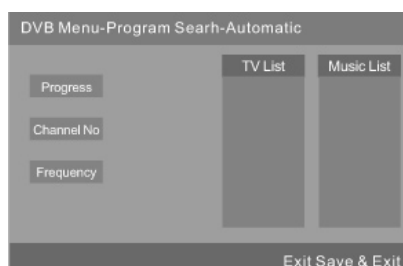 DVB Menu-Program Searh-Automatic
TV List Music List
Progress
Channel No
Frequency
Exit Save & Exit